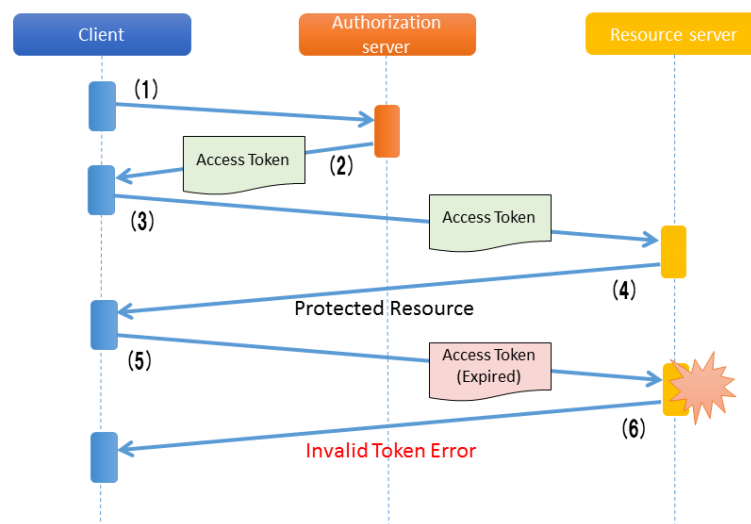 Client
Authorization
server
Resource server
(1)
Access Token
(2)
(3)
Access Token
(4)
Protected Resource
(5)
Access Token
(Expired)
(6)
Invalid Token Error